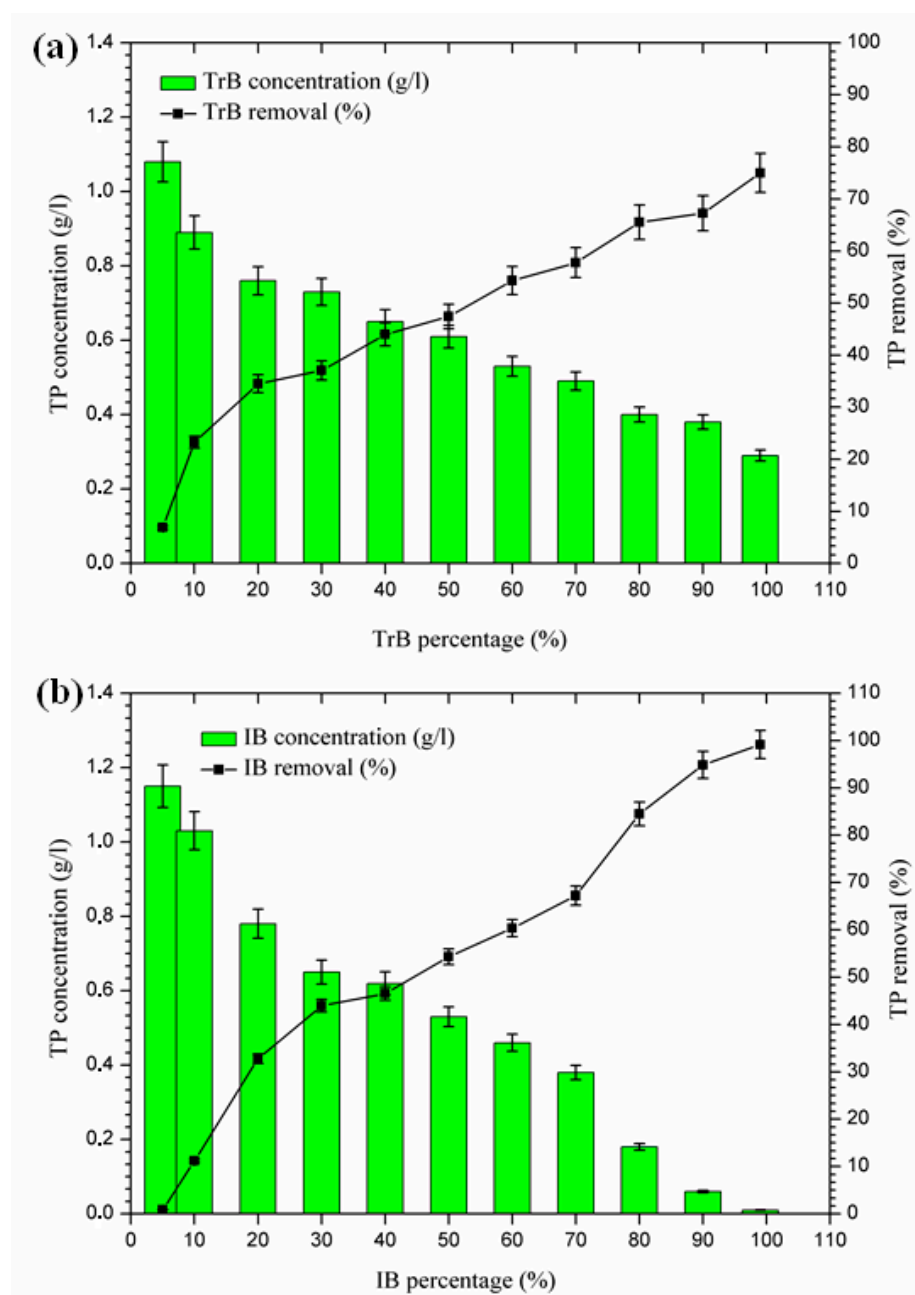 (a)
1.4
1.2
1.0
0.8
0.6
0.4
0.2
0.0
TP concentration (g/l)
TrB concentration (g/l)
TrB removal (%)
100
90
80
70
60
50
40
30
20
10
0
TP removal (%)
0 10 20 30 40 50 60 70 80 90 100 110
TrB percentage (%)
(b)
1.4
1.2
1.0
0.8
0.6
0.4
0.2
0.0
TP concentration (g/l)
IB concentration (g/l)
IB removal (%)
110
100
90
80
70
60
50
40
30
20
10
0
TP removal (%)
0 10 20 30 40 50 60 70 80 90 100 110
IB percentage (%)